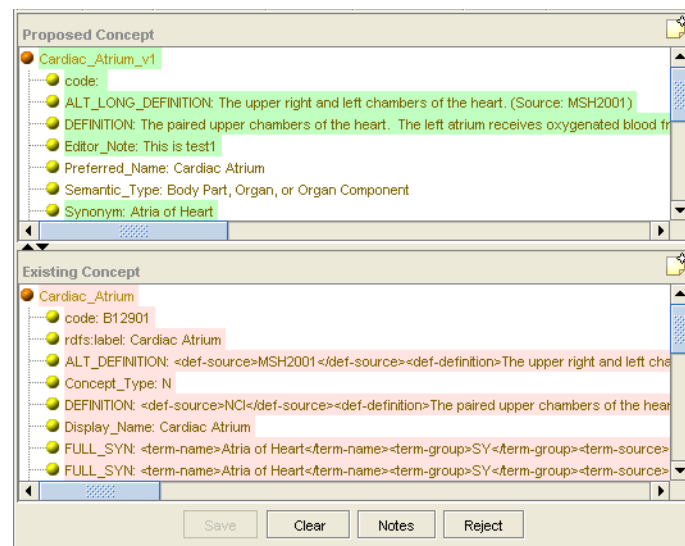 Proposed Concept
Cardiac_Atrium_v1
code:
ALT_LONG_DEFINITION: The upper right and left chambers of the heart. (Source: MSH2001)
DEFINITION: The paired upper chambers of the heart. The left atrium receives oxygenated blood fr
Editor_Note: This is test1
Preferred_Name: Cardiac Atrium
Semantic_Type: Body Part, Organ, or Organ Component
Synonym: Atria of Heart
Existing Concept
Cardiac_Atrium
code: B12901
rdfs:label: Cardiac Atrium
ALT_DEFINITION: <def-source>MSH2001</def-source><def-definition>The upper right and left cha
Concept_Type: N
DEFINITION: <def-source>NCI</def-source><def-definition>The paired upper chambers of the hear
Display_Name: Cardiac Atrium
FULL_SYN: <term-name>Atria of Heart</term-name><term-group>SY</term-group><term-source>
FULL_SYN: <term-name>Atria of Heart</term-name><term-group>SY</term-group><term-source>
Save Clear Notes Reject